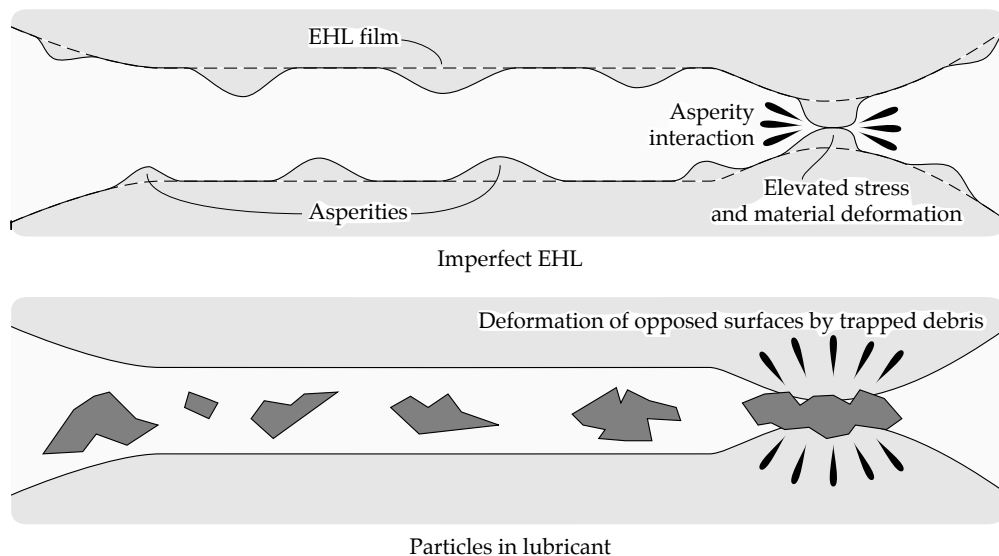 EHL film
Asperity
interaction
Asperities
Elevated stress
and material deformation
Imperfect EHL
Deformation of opposed surfaces by trapped debris
Particles in lubricant